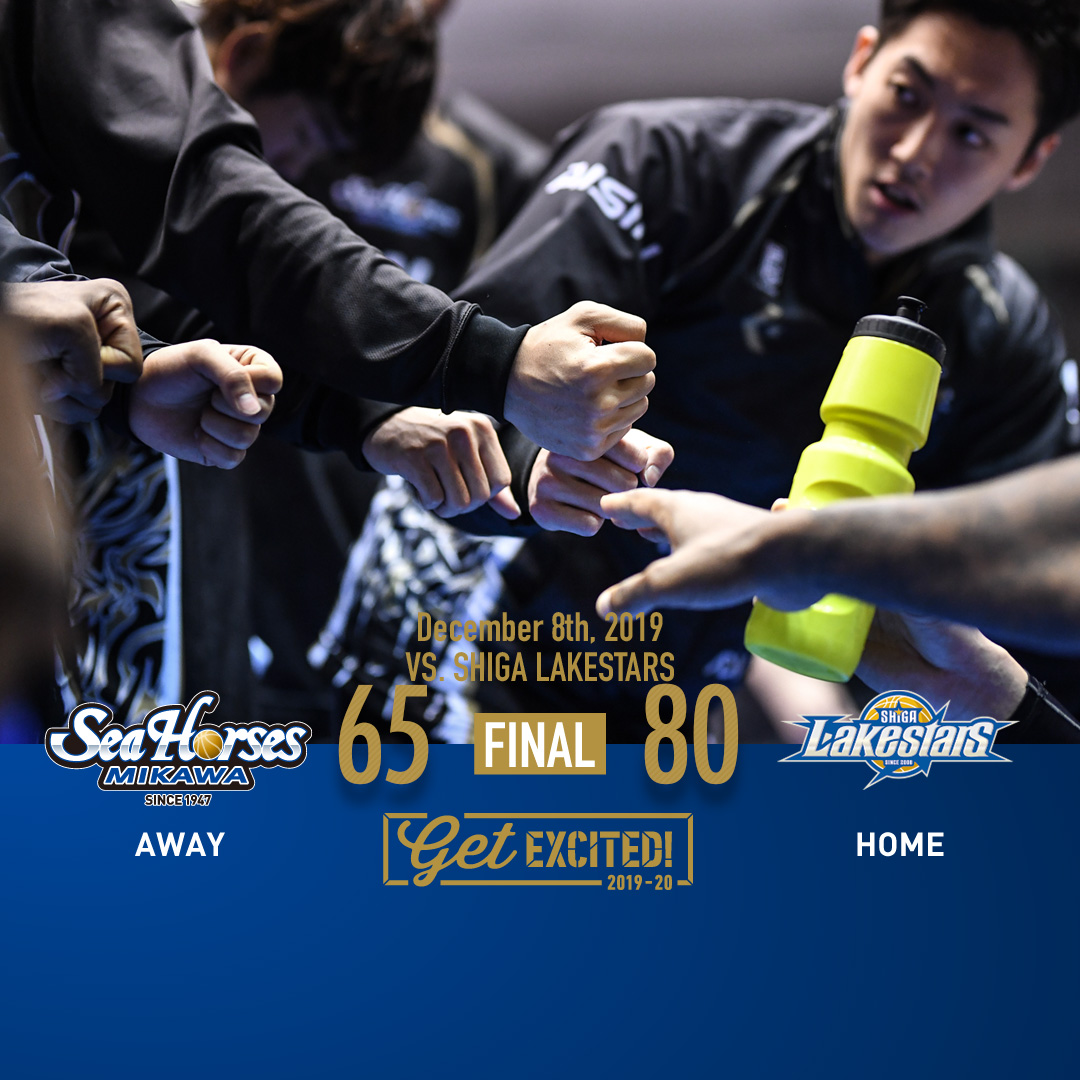 AISIN
December 8th, 2019
VS. SHIGA LAKESTARS
SeaHorses
MIKAWA
SINCE 1947
65
FINAL
80
SHIGA
Lakestars
AWAY
HOME
Get EXCITED!
2019-20